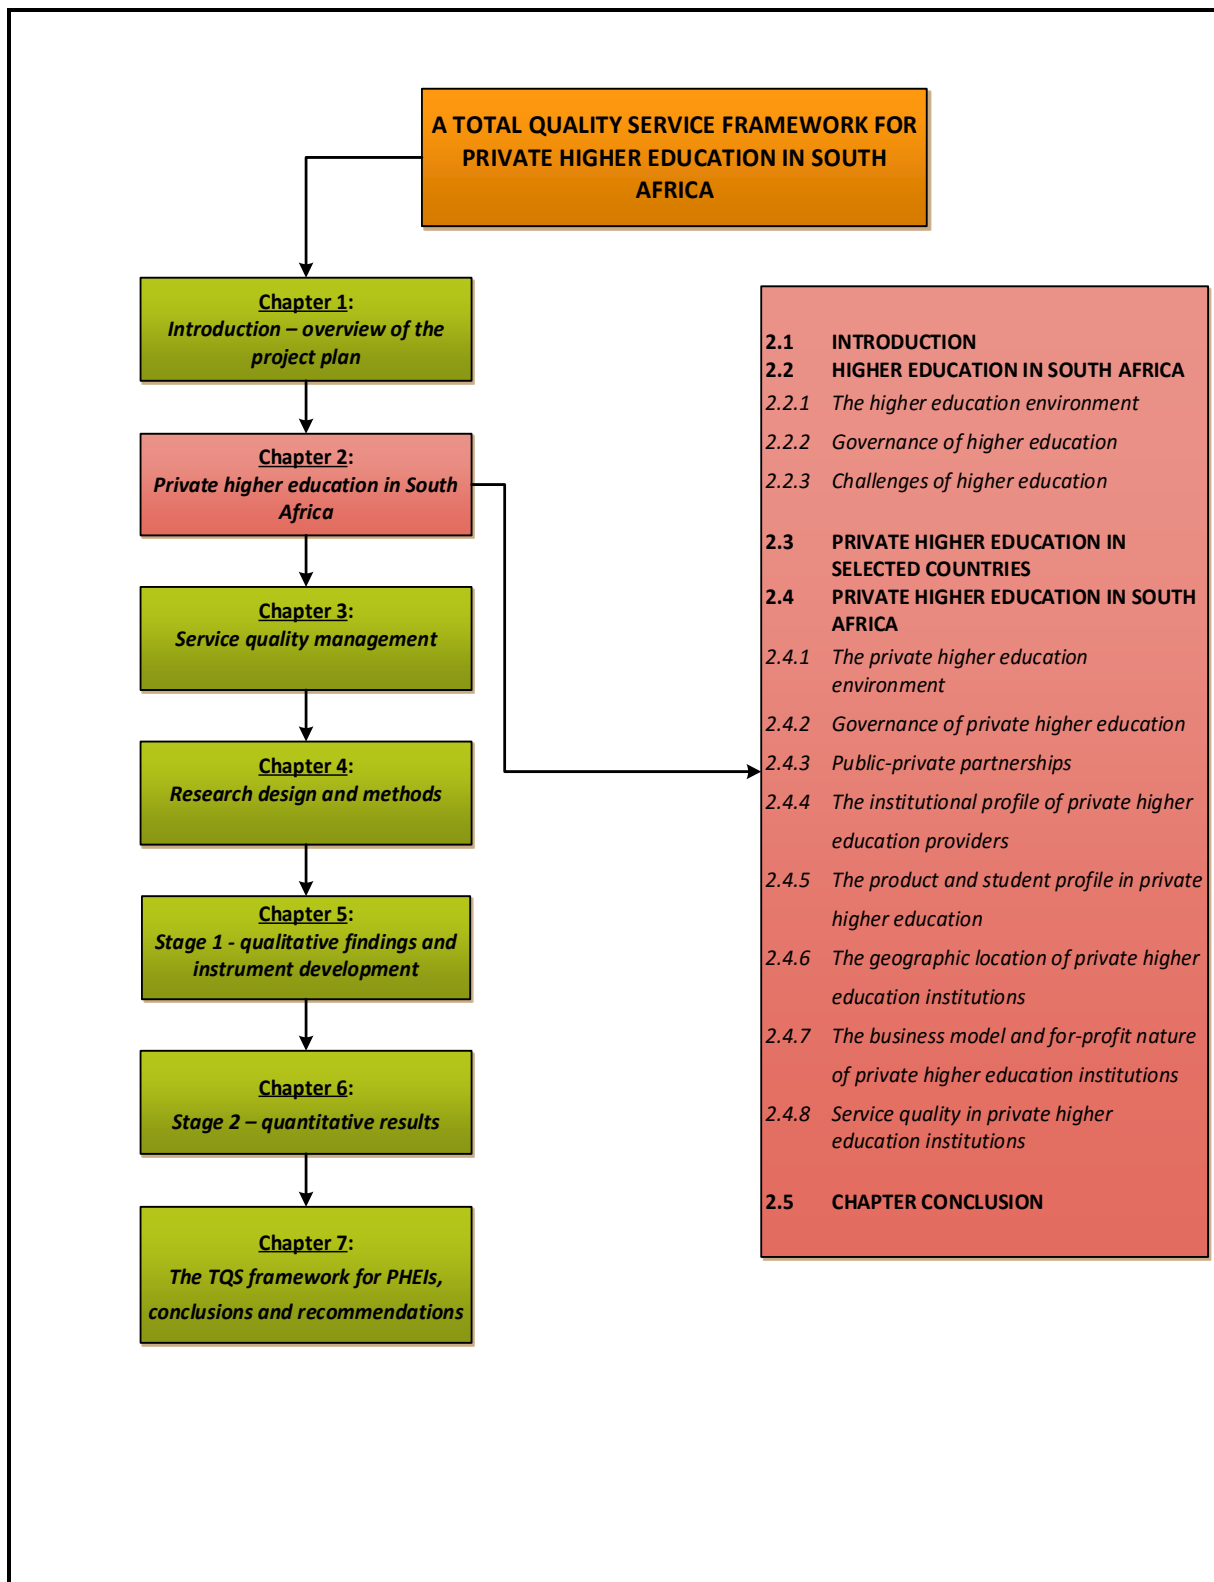 A TOTAL QUALITY SERVICE FRAMEWORK FOR
PRIVATE HIGHER EDUCATION IN SOUTH
AFRICA
Chapter 1:
Introduction – overview of the
project plan
Chapter 2:
Private higher education in South
Africa
Chapter 3:
Service quality management
Chapter 4:
Research design and methods
Chapter 5:
Stage 1 - qualitative findings and
instrument development
Chapter 6:
Stage 2 – quantitative results
Chapter 7:
The TQS framework for PHEIs,
conclusions and recommendations
2.1 INTRODUCTION
2.2 HIGHER EDUCATION IN SOUTH AFRICA
2.2.1 The higher education environment
2.2.2 Governance of higher education
2.2.3 Challenges of higher education
2.3 PRIVATE HIGHER EDUCATION IN
SELECTED COUNTRIES
2.4 PRIVATE HIGHER EDUCATION IN SOUTH
AFRICA
2.4.1 The private higher education
environment
2.4.2 Governance of private higher education
2.4.3 Public-private partnerships
2.4.4 The institutional profile of private higher
education providers
2.4.5 The product and student profile in private
higher education
2.4.6 The geographic location of private higher
education institutions
2.4.7 The business model and for-profit nature
of private higher education institutions
2.4.8 Service quality in private higher
education institutions
2.5 CHAPTER CONCLUSION